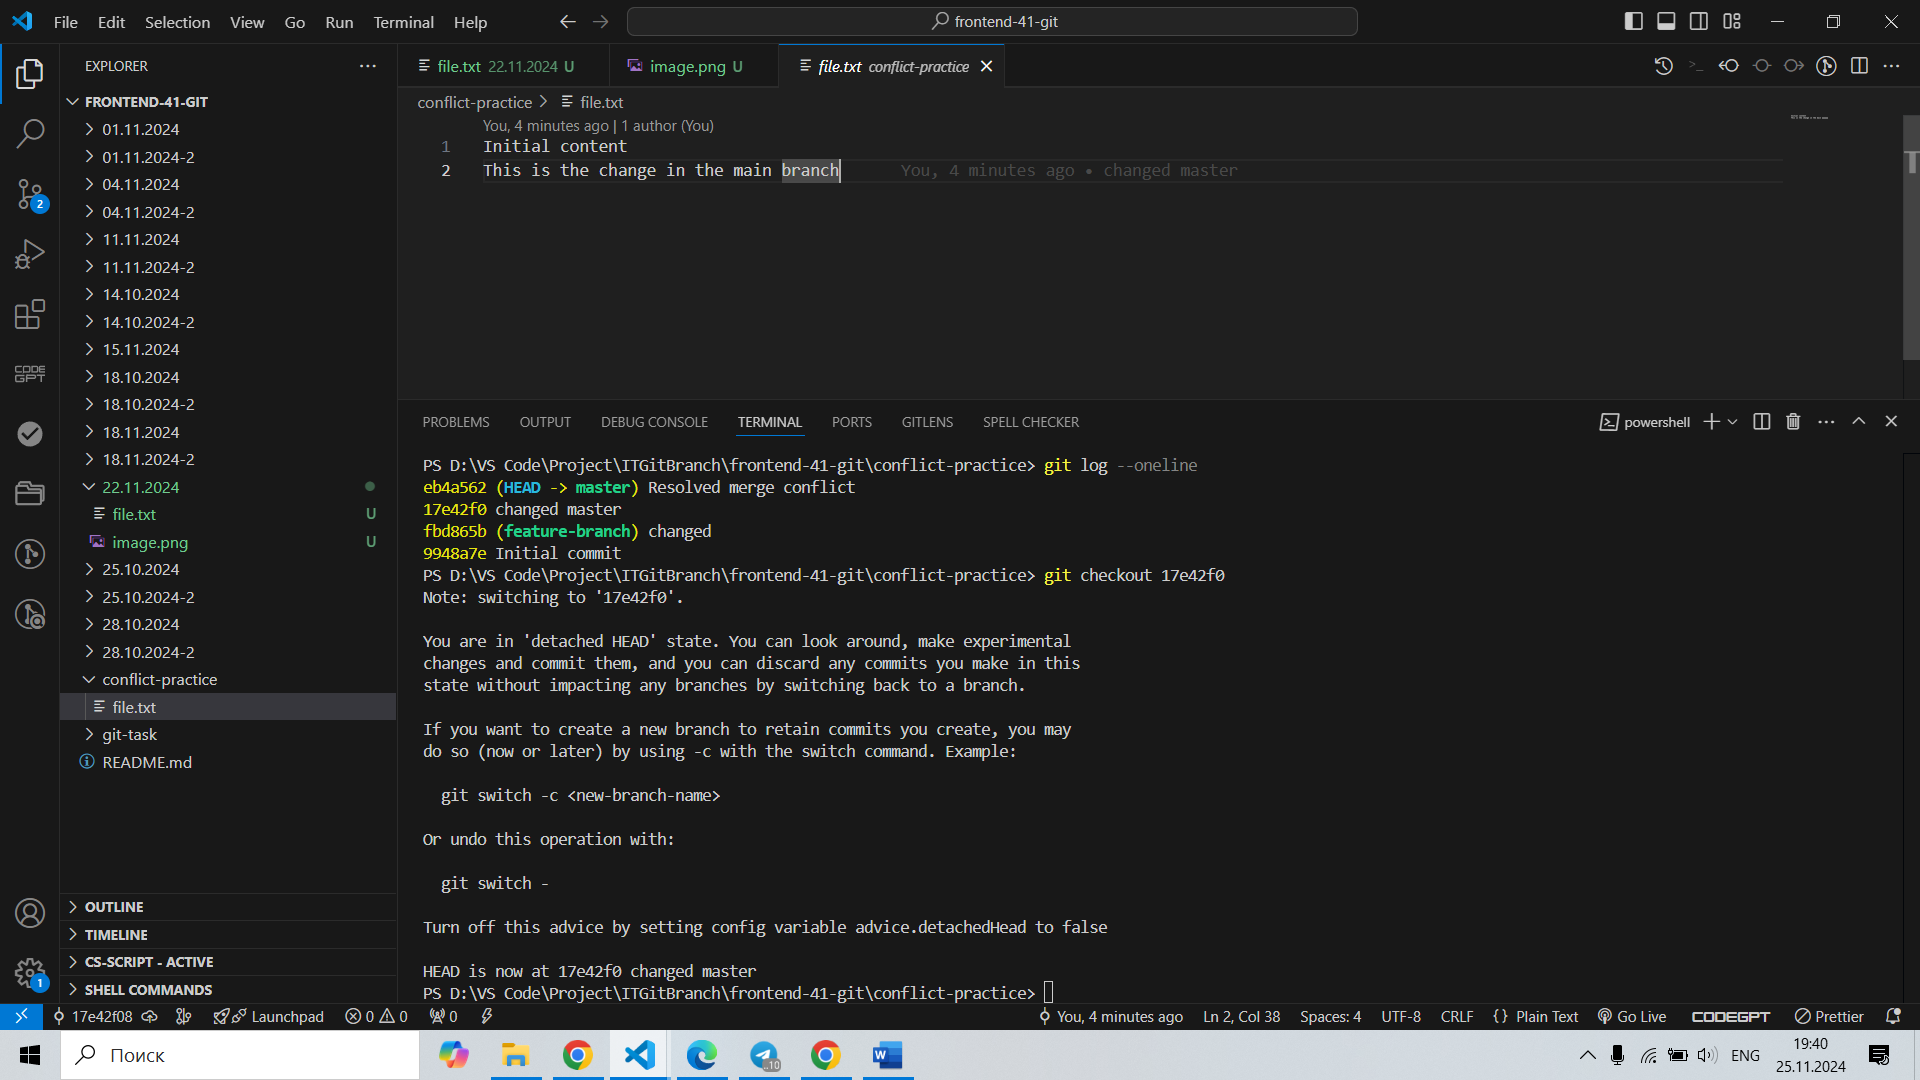 File Edit Selection View Go Run Terminal Help
frontend-41-git
EXPLORER
FRONTEND-41-GIT
01.11.2024
01.11.2024-2
04.11.2024
04.11.2024-2
11.11.2024
11.11.2024-2
14.10.2024
14.10.2024-2
15.11.2024
18.10.2024
18.10.2024-2
18.11.2024
18.11.2024-2
22.11.2024
file.txt U
image.png U
25.10.2024
25.10.2024-2
28.10.2024
28.10.2024-2
conflict-practice
file.txt
git-task
README.md
OUTLINE
TIMELINE
CS-SCRIPT - ACTIVE
SHELL COMMANDS
2
CODE GPT
1
file.txt 22.11.2024 U
image.png U
file.txt conflict-practice
conflict-practice > file.txt
You, 4 minutes ago | 1 author (You)
1 Initial content
2 This is the change in the main branch You, 4 minutes ago • changed master
PROBLEMS OUTPUT DEBUG CONSOLE TERMINAL PORTS GITLENS SPELL CHECKER
powershell
PS D:\VS Code\Project\ITGitBranch\frontend-41-git\conflict-practice> git log --oneline
eb4a562 (HEAD -> master) Resolved merge conflict
17e42f0 changed master
fbd865b (feature-branch) changed
9948a7e Initial commit
PS D:\VS Code\Project\ITGitBranch\frontend-41-git\conflict-practice> git checkout 17e42f0
Note: switching to '17e42f0'.
You are in 'detached HEAD' state. You can look around, make experimental
changes and commit them, and you can discard any commits you make in this
state without impacting any branches by switching back to a branch.
If you want to create a new branch to retain commits you create, you may
do so (now or later) by using -c with the switch command. Example:
git switch -c <new-branch-name>
Or undo this operation with:
git switch -
Turn off this advice by setting config variable advice.detachedHead to false
HEAD is now at 17e42f0 changed master
PS D:\VS Code\Project\ITGitBranch\frontend-41-git\conflict-practice>
17e42f08 Launchpad 0 0 0 You, 4 minutes ago Ln 2, Col 38 Spaces: 4 UTF-8 CRLF {} Plain Text Go Live CODEGPT Prettier
Поиск
..10
ENG
19:40
25.11.2024